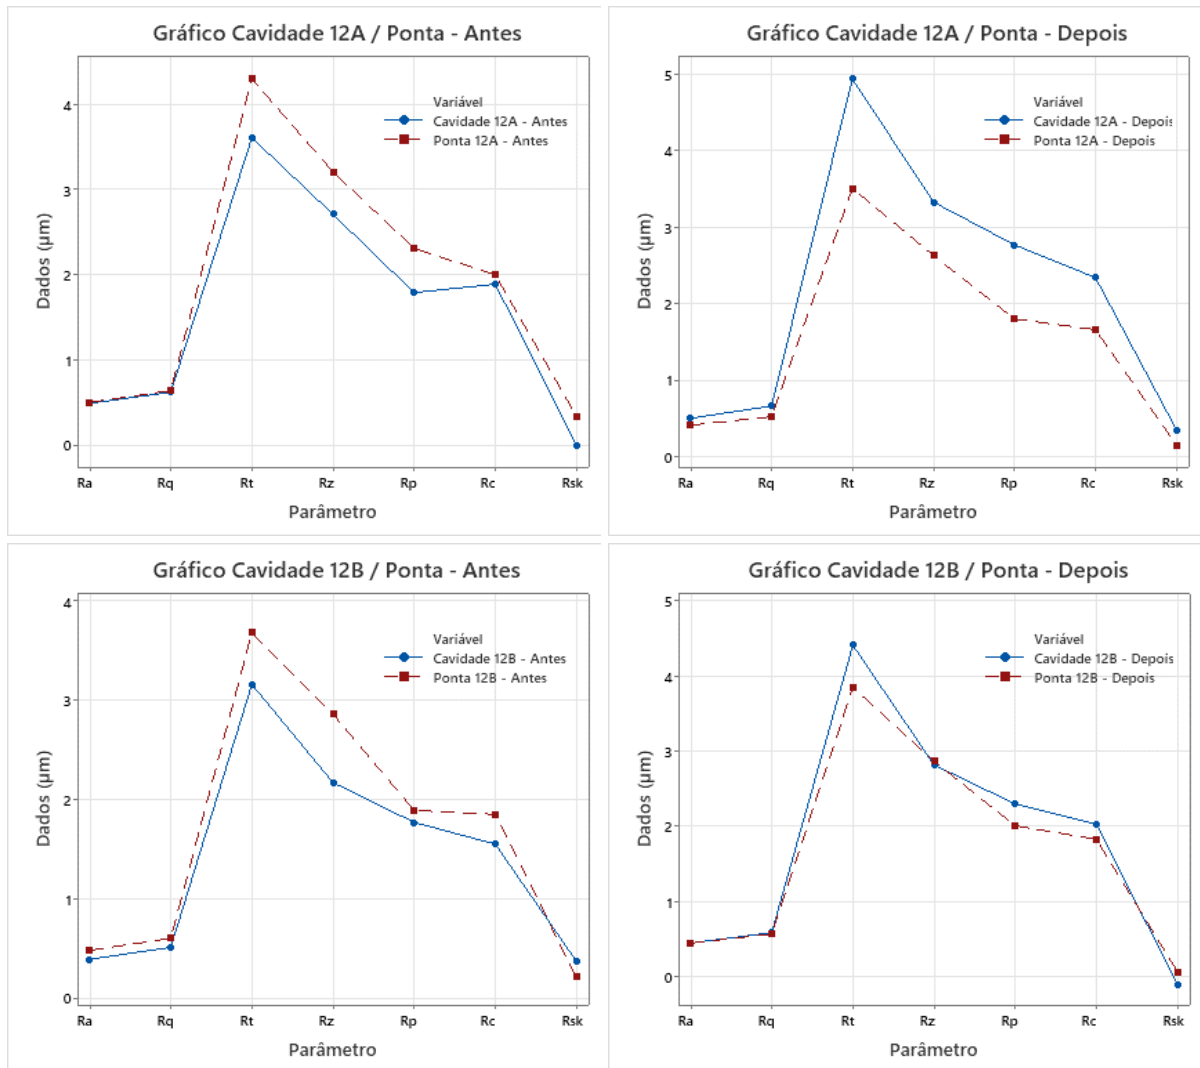 Gráfico Cavidade 12A / Ponta - Antes
Dados (µm)
4
3
2
1
0
Variável
Cavidade 12A - Antes
Ponta 12A - Antes
Ra Rq Rt Rz Rp Rc Rsk
Parâmetro
Gráfico Cavidade 12A / Ponta - Depois
Dados (µm)
5
4
3
2
1
0
Variável
Cavidade 12A - Depois
Ponta 12A - Depois
Ra Rq Rt Rz Rp Rc Rsk
Parâmetro
Gráfico Cavidade 12B / Ponta - Antes
Dados (µm)
4
3
2
1
0
Variável
Cavidade 12B - Antes
Ponta 12B - Antes
Ra Rq Rt Rz Rp Rc Rsk
Parâmetro
Gráfico Cavidade 12B / Ponta - Depois
Dados (µm)
5
4
3
2
1
0
Variável
Cavidade 12B - Depois
Ponta 12B - Depois
Ra Rq Rt Rz Rp Rc Rsk
Parâmetro